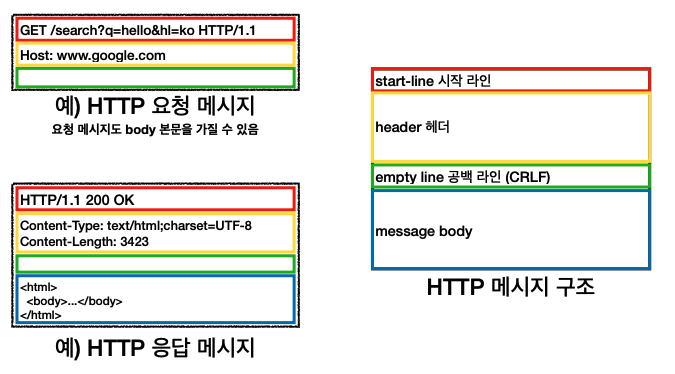 GET /search?q=hello&hl=ko HTTP/1.1
Host: www.google.com
예) HTTP 요청 메시지
요청 메시지도 body 본문을 가질 수 있음
HTTP/1.1 200 OK
Content-Type: text/html;charset=UTF-8
Content-Length: 3423
<html>
<body>...</body>
</html>
예) HTTP 응답 메시지
start-line 시작 라인
header 헤더
empty line 공백 라인 (CRLF)
message body
HTTP 메시지 구조